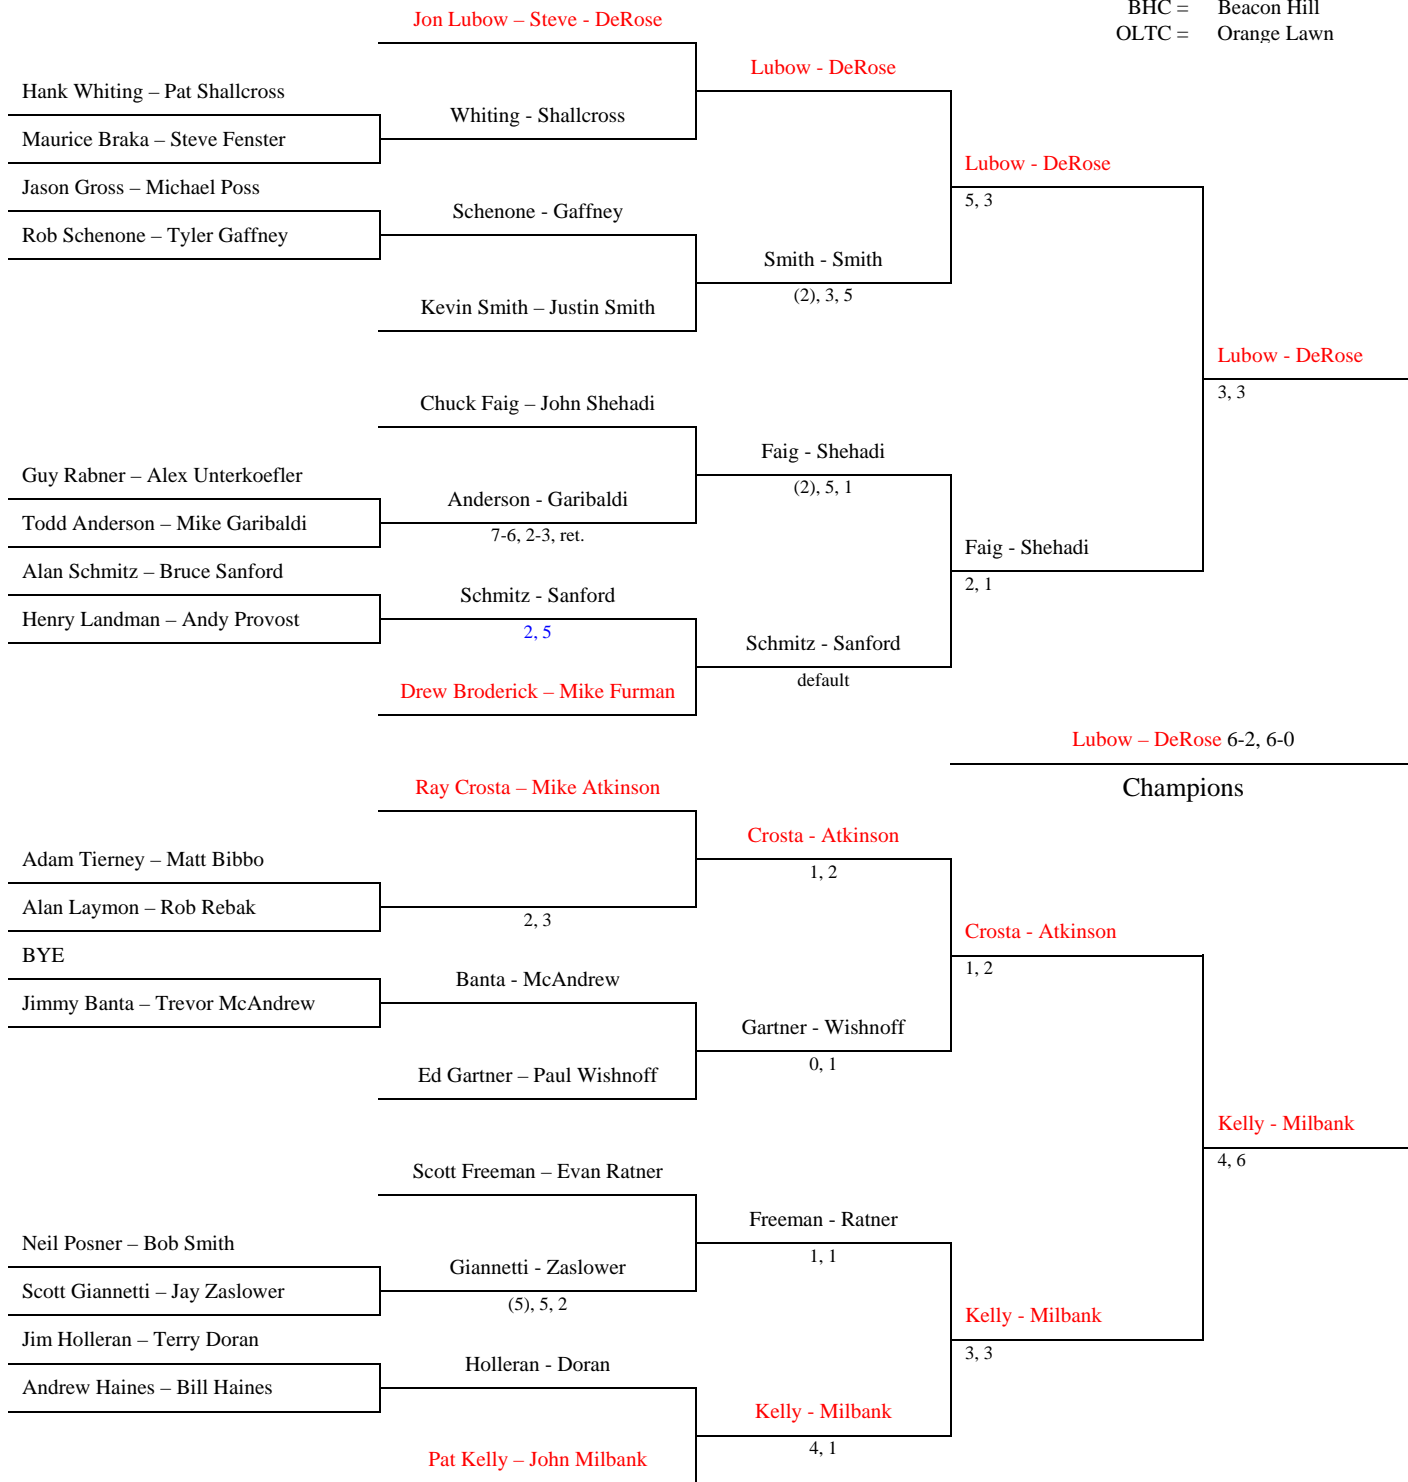 Jon Lubow – Steve - DeRose
BHC = Beacon Hill
OLTC = Orange Lawn
Lubow - DeRose
Hank Whiting – Pat Shallcross
Whiting - Shallcross
Maurice Braka – Steve Fenster
Lubow - DeRose
Jason Gross – Michael Poss
5, 3
Schenone - Gaffney
Rob Schenone – Tyler Gaffney
Smith - Smith
(2), 3, 5
Kevin Smith – Justin Smith
Lubow - DeRose
3, 3
Chuck Faig – John Shehadi
Faig - Shehadi
Guy Rabner – Alex Unterkoefler
(2), 5, 1
Anderson - Garibaldi
Todd Anderson – Mike Garibaldi
7-6, 2-3, ret.
Faig - Shehadi
Alan Schmitz – Bruce Sanford
2, 1
Schmitz - Sanford
Henry Landman – Andy Provost
2, 5
Schmitz - Sanford
default
Drew Broderick – Mike Furman
Lubow – DeRose 6-2, 6-0
Champions
Ray Crosta – Mike Atkinson
Crosta - Atkinson
Adam Tierney – Matt Bibbo
1, 2
Alan Laymon – Rob Rebak
2, 3
Crosta - Atkinson
BYE
1, 2
Banta - McAndrew
Jimmy Banta – Trevor McAndrew
Gartner - Wishnoff
0, 1
Ed Gartner – Paul Wishnoff
Kelly - Milbank
4, 6
Scott Freeman – Evan Ratner
Freeman - Ratner
Neil Posner – Bob Smith
1, 1
Giannetti - Zaslower
Scott Giannetti – Jay Zaslower
(5), 5, 2
Kelly - Milbank
Jim Holleran – Terry Doran
3, 3
Holleran - Doran
Andrew Haines – Bill Haines
Kelly - Milbank
4, 1
Pat Kelly – John Milbank